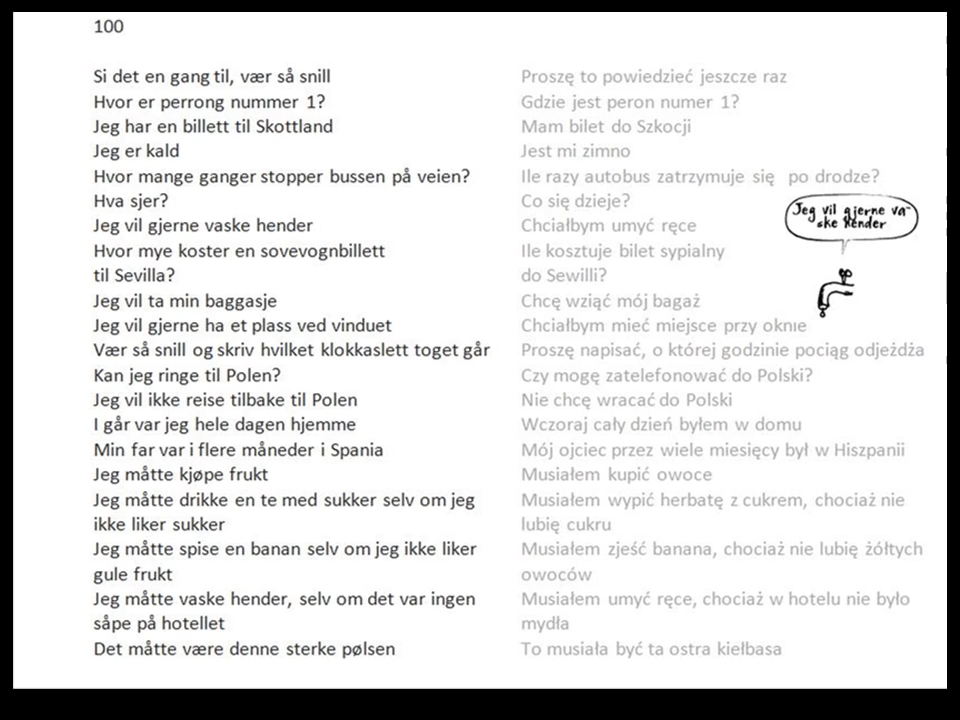 100
Si det en gang til, vær så snill
Hvor er perrong nummer 1?
Jeg har en billett til Skottland
Jeg er kald
Hvor mange ganger stopper bussen på veien?
Hva sjer?
Jeg vil gjerne vaske hender
Hvor mye koster en sovevognbillett
til Sevilla?
Jeg vil ta min baggasje
Jeg vil gjerne ha et plass ved vinduet
Vær så snill og skriv hvilket klokkaslett toget går
Kan jeg ringe til Polen?
Jeg vil ikke reise tilbake til Polen
I går var jeg hele dagen hjemme
Min far var i flere måneder i Spania
Jeg måtte kjøpe frukt
Jeg måtte drikke en te med sukker selv om jeg
ikke liker sukker
Jeg måtte spise en banan selv om jeg ikke liker
gule frukt
Jeg måtte vaske hender, selv om det var ingen
såpe på hotellet
Det måtte være denne sterke pølsen
Proszę to powiedzieć jeszcze raz
Gdzie jest peron numer 1?
Mam bilet do Szkocji
Jest mi zimno
Ile razy autobus zatrzymuje się po drodze?
Co się dzieje?
Chciałbym umyć ręce
Ile kosztuje bilet sypialny
do Sewilli?
Chcę wziąć mój bagaż
Chciałbym mieć miejsce przy oknie
Proszę napisać, o której godzinie pociąg odjeżdża
Czy mogę zatelefonować do Polski?
Nie chcę wracać do Polski
Wczoraj cały dzień byłem w domu
Mój ojciec przez wiele miesięcy był w Hiszpanii
Musiałem kupić owoce
Musiałem wypić herbatę z cukrem, chociaż nie
lubię cukru
Musiałem zjeść banana, chociaż nie lubię żółtych
owoców
Musiałem umyć ręce, chociaż w hotelu nie było
mydła
To musiała być ta ostra kiełbasa
Jeg vil gjerne va-
ske hender